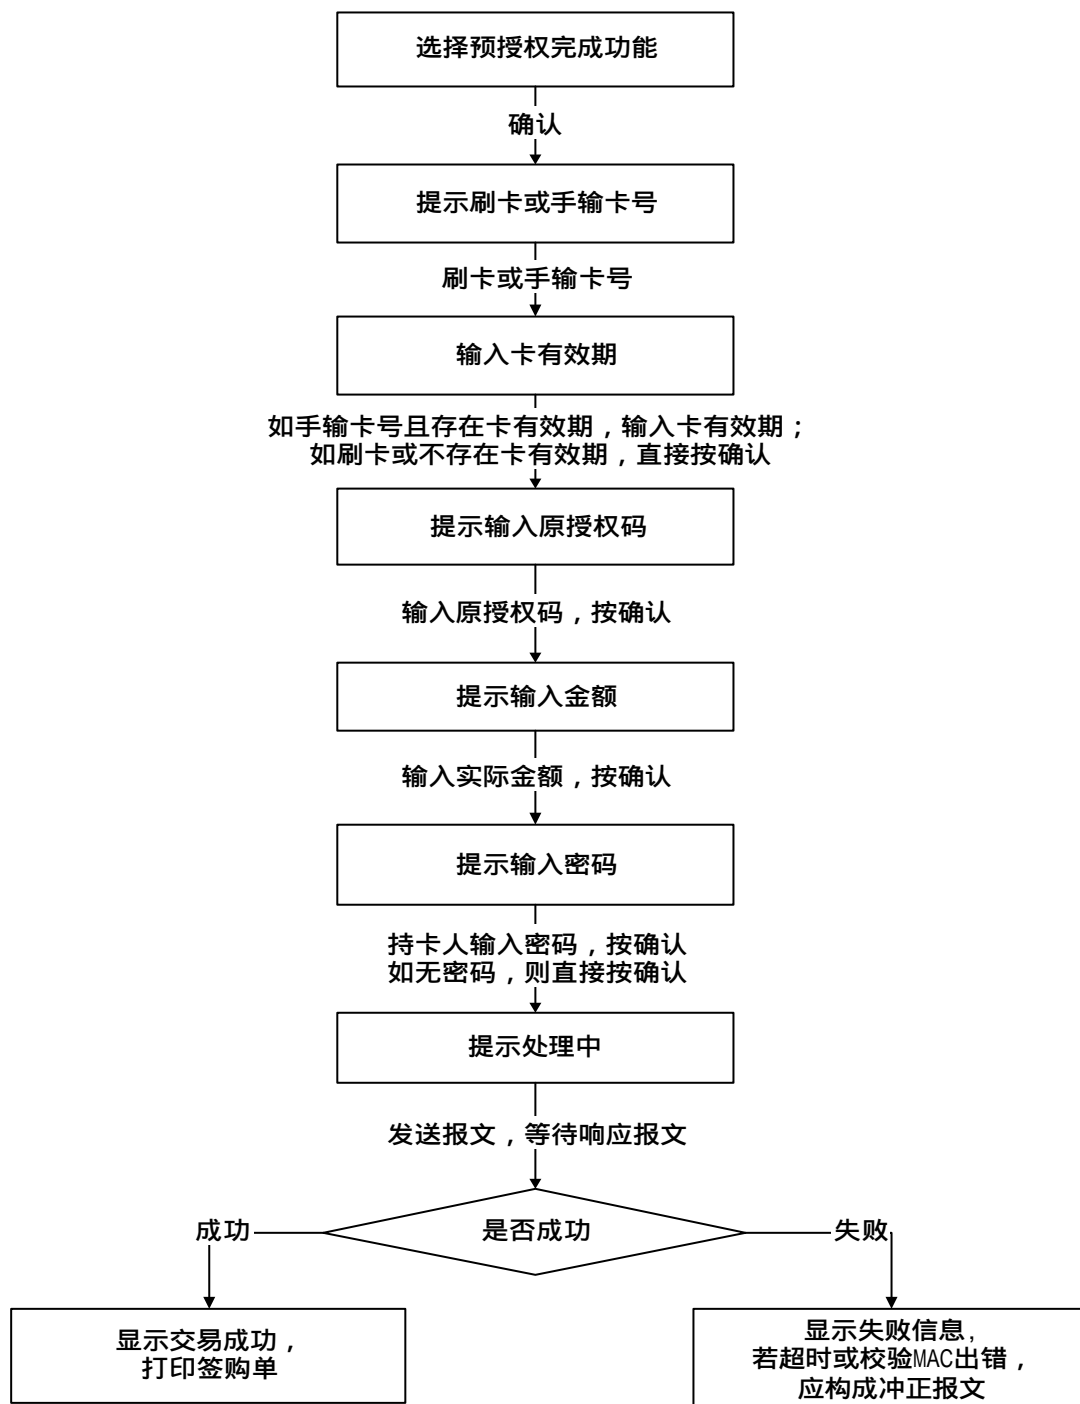 选择预授权完成功能
确认
提示刷卡或手输卡号
刷卡或手输卡号
输入卡有效期
如手输卡号且存在卡有效期，输入卡有效期；
如刷卡或不存在卡有效期，直接按确认
提示输入原授权码
输入原授权码，按确认
提示输入金额
输入实际金额，按确认
提示输入密码
持卡人输入密码，按确认
如无密码，则直接按确认
提示处理中
发送报文，等待响应报文
成功
是否成功
失败
显示交易成功，
打印签购单
显示失败信息，
若超时或校验MAC出错，
应构成冲正报文